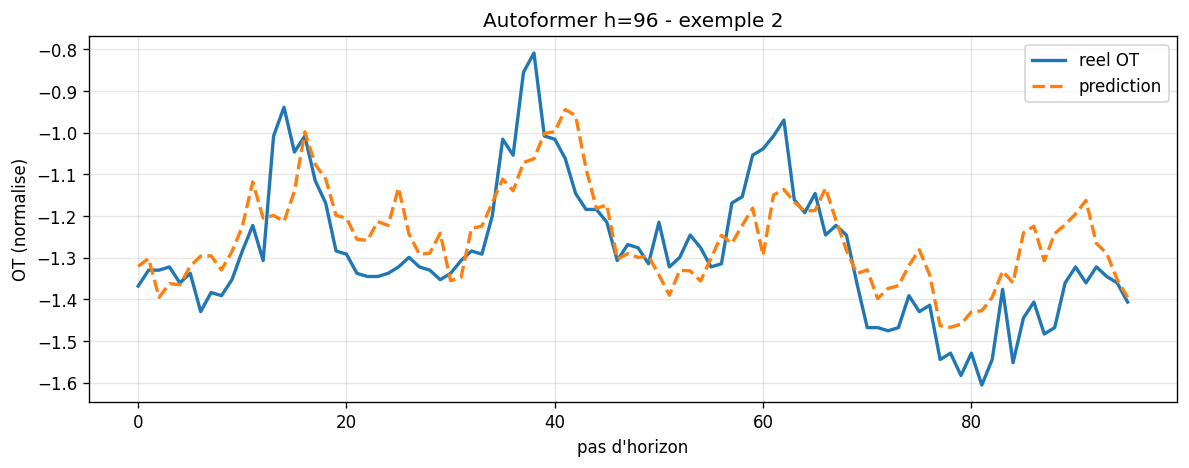 Autoformer h=96 - exemple 2
reel OT
prediction
OT (normalise)
−0.8
−0.9
−1.0
−1.1
−1.2
−1.3
−1.4
−1.5
−1.6
0 20 40 60 80
pas d'horizon